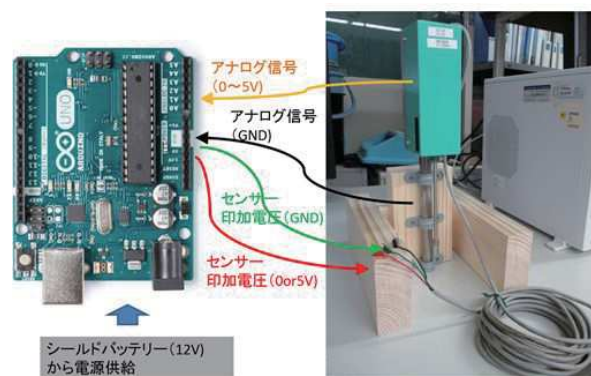 アナログ信号
(0～5V)
アナログ信号
(GND)
センサー
印加電圧(GND)
センサー
印加電圧(0or5V)
シールドバッテリー(12V)
から電源供給
UNO
ARDUINO